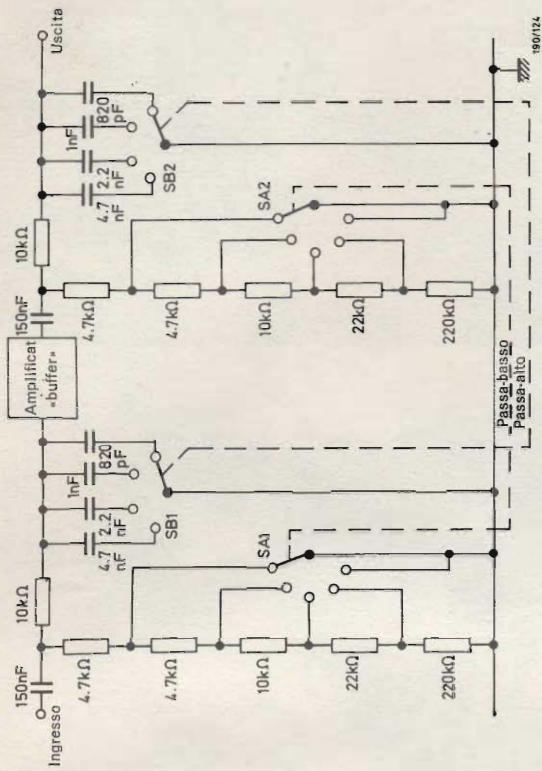 Ingresso
150nF
10kΩ
4.7kΩ
4.7kΩ
10kΩ
22kΩ
220kΩ
4.7
nF
2.2
nF
1nF
820
pF
SB1
SA1
Amplificat
«buffer»
150nF
10kΩ
4.7kΩ
4.7kΩ
10kΩ
22kΩ
220kΩ
4.7
nF
2.2
nF
1nF
820
pF
SB2
SA2
Uscita
Passa-basso
Passa-alto
190/124